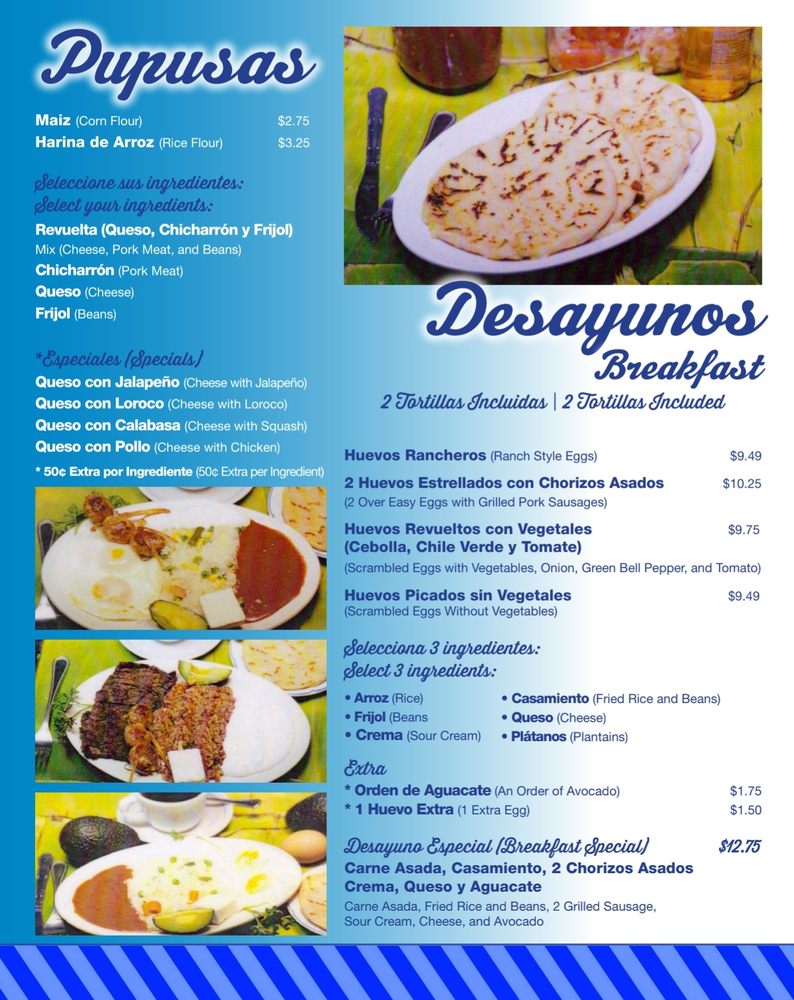 Pupusas
Maiz (Corn Flour) $2.75
Harina de Arroz (Rice Flour) $3.25
Seleccione sus ingredientes:
Select your ingredients:
Revuelta (Queso, Chicharrón y Frijol)
Mix (Cheese, Pork Meat, and Beans)
Chicharrón (Pork Meat)
Queso (Cheese)
Frijol (Beans)
*Especiales (Specials)
Queso con Jalapeño (Cheese with Jalapeño)
Queso con Loroco (Cheese with Loroco)
Queso con Calabasa (Cheese with Squash)
Queso con Pollo (Cheese with Chicken)
* 50¢ Extra por Ingrediente (50¢ Extra per Ingredient)
Desayunos
Breakfast
2 Tortillas Incluidas | 2 Tortillas Included
Huevos Rancheros (Ranch Style Eggs) $9.49
2 Huevos Estrellados con Chorizos Asados $10.25
(2 Over Easy Eggs with Grilled Pork Sausages)
Huevos Revueltos con Vegetales $9.75
(Cebolla, Chile Verde y Tomate)
(Scrambled Eggs with Vegetables, Onion, Green Bell Pepper, and Tomato)
Huevos Picados sin Vegetales $9.49
(Scrambled Eggs Without Vegetables)
Selecciona 3 ingredientes:
Select 3 ingredients:
• Arroz (Rice) • Casamiento (Fried Rice and Beans)
• Frijol (Beans • Queso (Cheese)
• Crema (Sour Cream) • Plátanos (Plantains)
Extra
* Orden de Aguacate (An Order of Avocado) $1.75
* 1 Huevo Extra (1 Extra Egg) $1.50
Desayuno Especial (Breakfast Special) $12.75
Carne Asada, Casamiento, 2 Chorizos Asados
Crema, Queso y Aguacate
Carne Asada, Fried Rice and Beans, 2 Grilled Sausage,
Sour Cream, Cheese, and Avocado